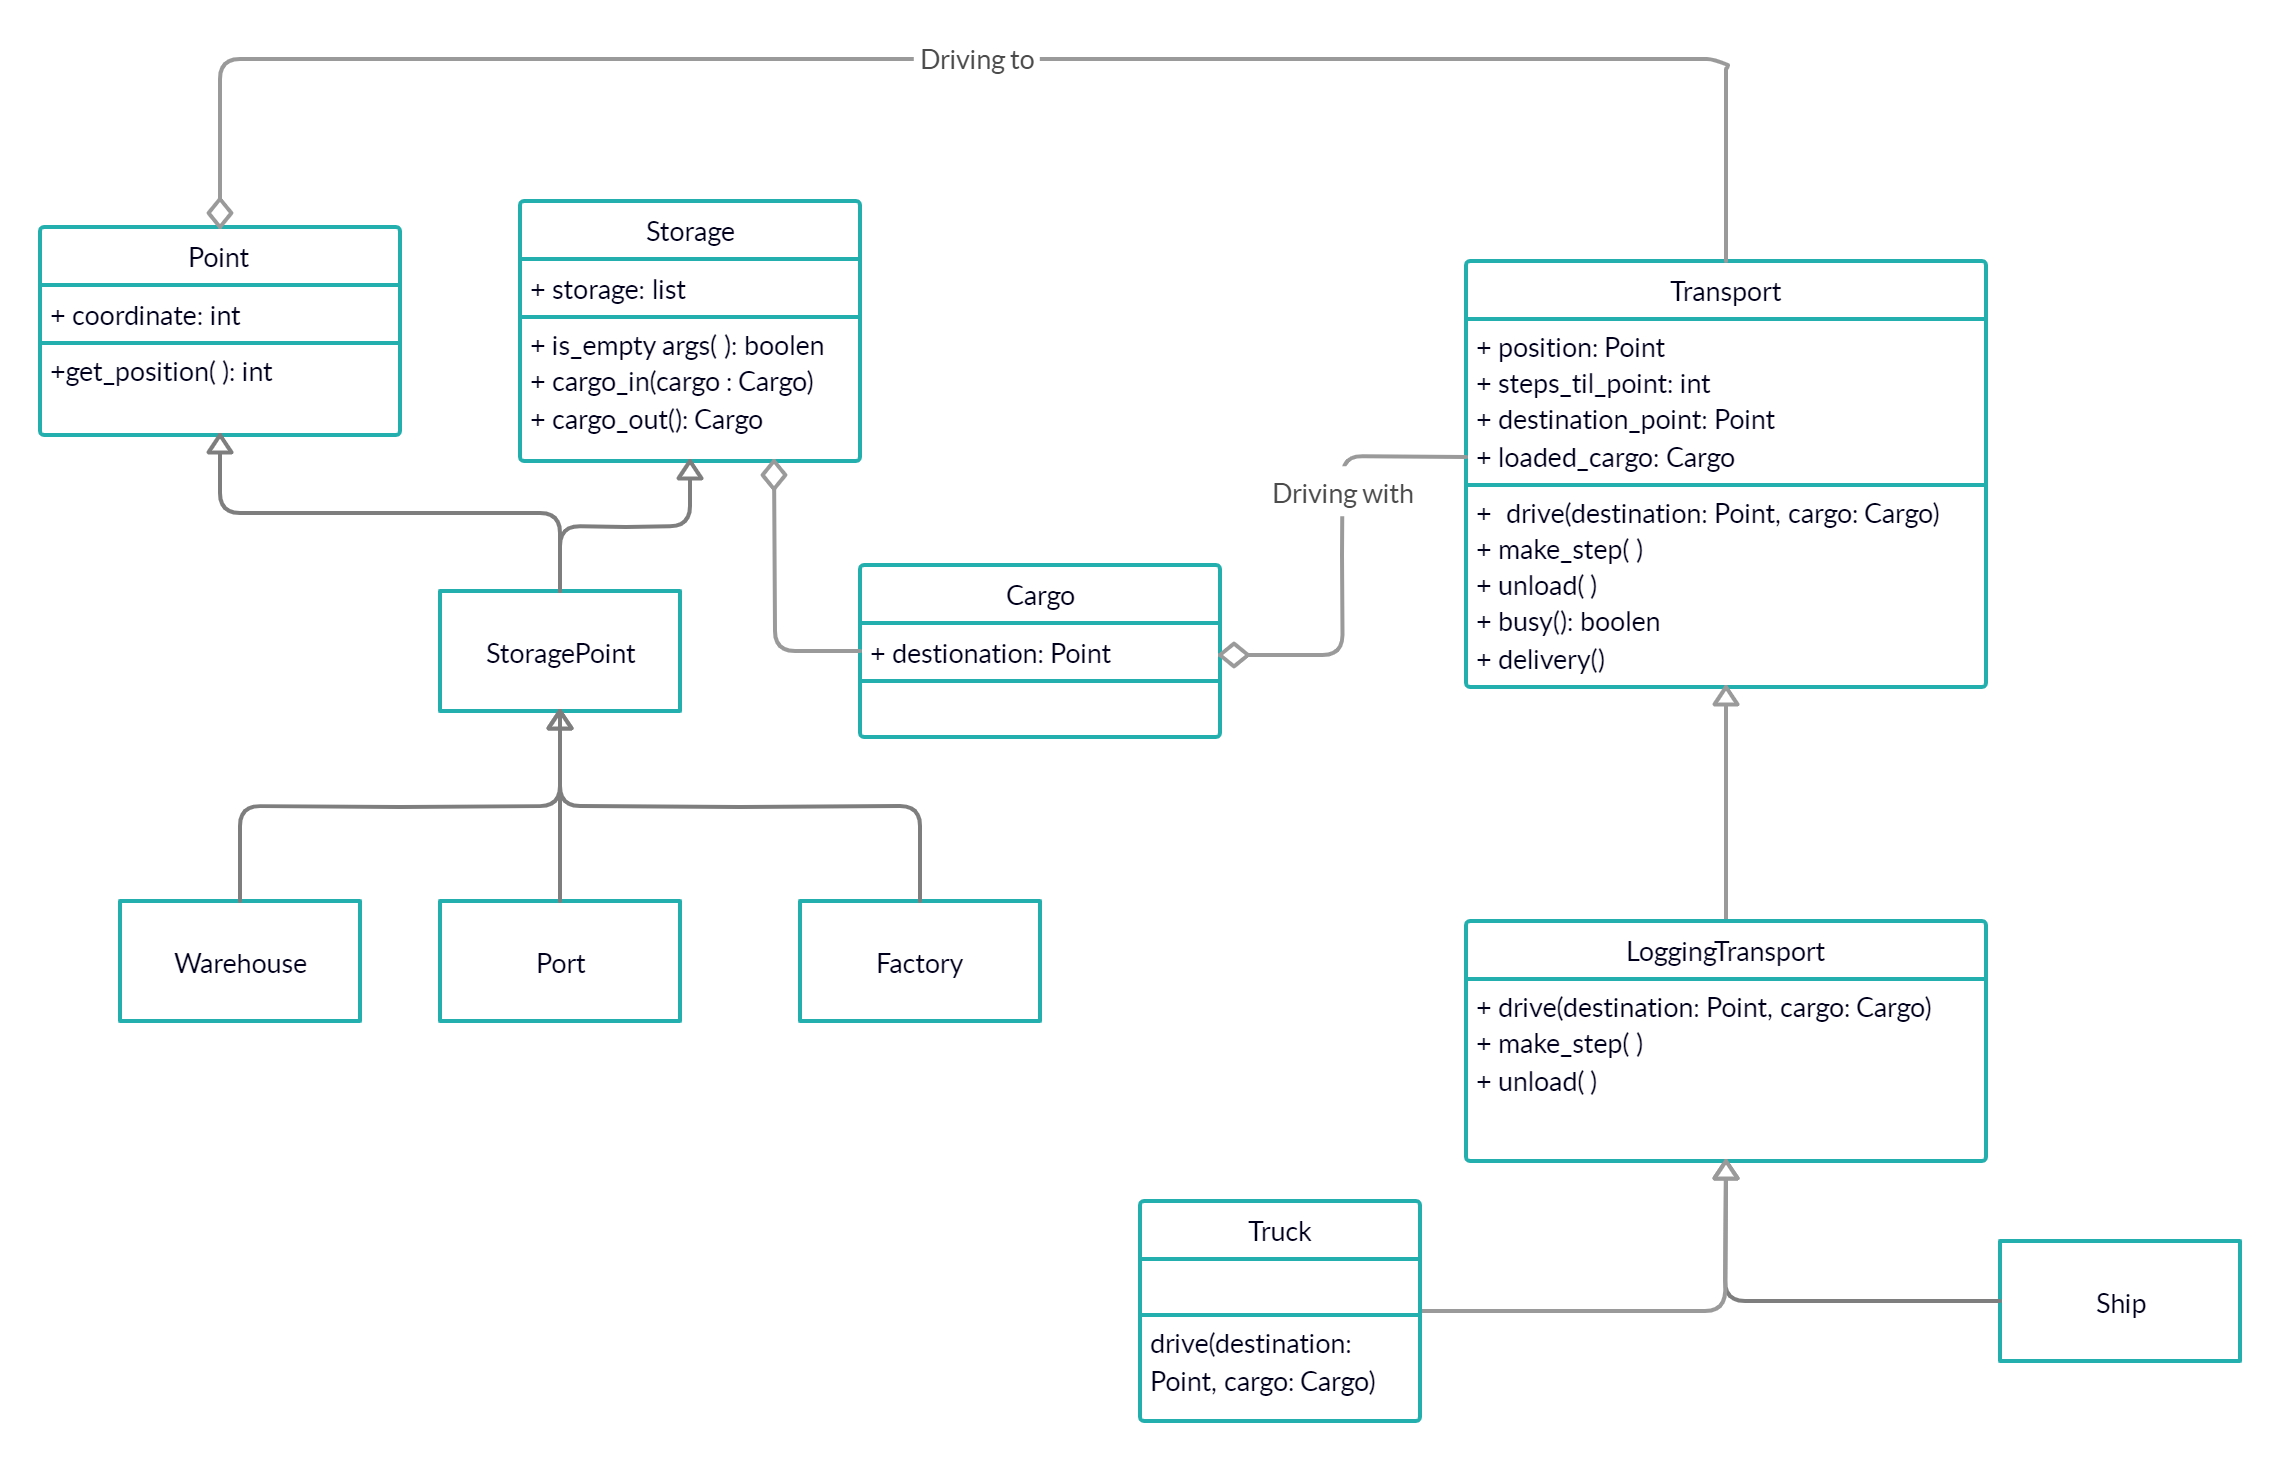 Driving to
Point
+ coordinate: int
+get_position( ): int
Storage
+ storage: list
+ is_empty args( ): boolen
+ cargo_in(cargo : Cargo)
+ cargo_out(): Cargo
Transport
+ position: Point
+ steps_til_point: int
+ destination_point: Point
+ loaded_cargo: Cargo
+  drive(destination: Point, cargo: Cargo)
+ make_step( )
+ unload( )
+ busy(): boolen
+ delivery()
Driving with
Cargo
+ destionation: Point
StoragePoint
Warehouse
Port
Factory
LoggingTransport
+ drive(destination: Point, cargo: Cargo)
+ make_step( )
+ unload( )
Truck
drive(destination:
Point, cargo: Cargo)
Ship